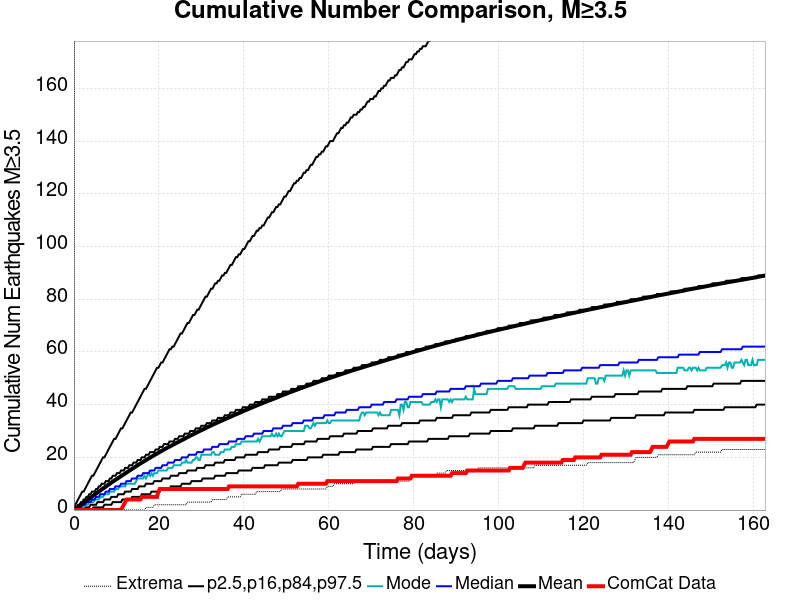 Cumulative Number Comparison, M≥3.5
Cumulative Num Earthquakes M≥3.5
160
140
120
100
80
60
40
20
0
0 20 40 60 80 100 120 140 160
Time (days)
Extrema p2.5,p16,p84,p97.5 Mode Median Mean ComCat Data